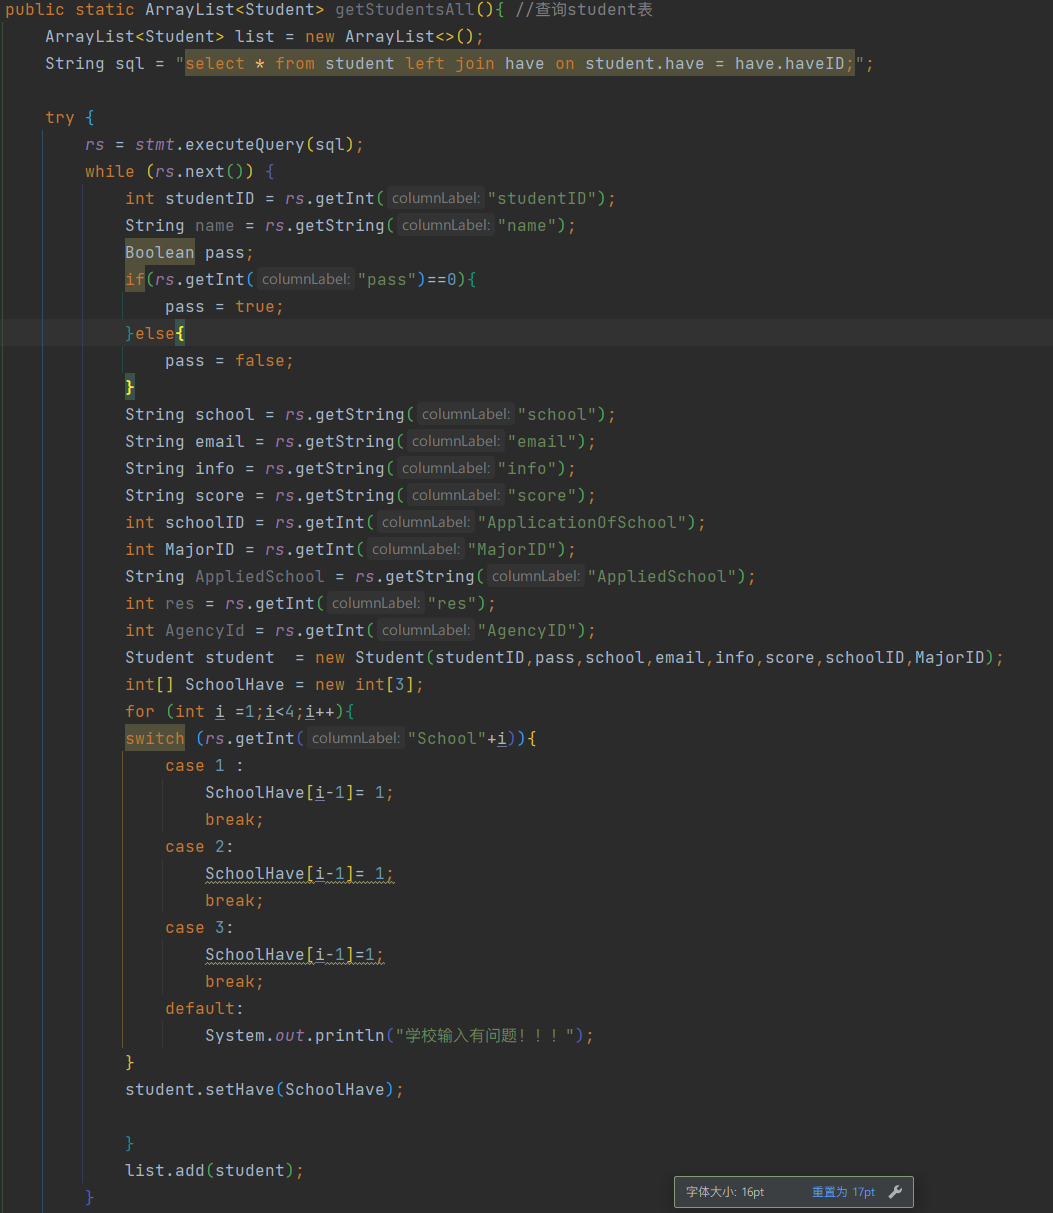 public static ArrayList<Student> getStudentsAll(){ //查询student表
ArrayList<Student> list = new ArrayList<>();
String sql = "select * from student left join have on student.have = have.haveID;";
try {
rs = stmt.executeQuery(sql);
while (rs.next()) {
int studentID = rs.getInt( columnLabel: "studentID");
String name = rs.getString( columnLabel: "name");
Boolean pass;
if(rs.getInt( columnLabel: "pass")==0){
pass = true;
}else{
pass = false;
}
String school = rs.getString( columnLabel: "school");
String email = rs.getString( columnLabel: "email");
String info = rs.getString( columnLabel: "info");
String score = rs.getString( columnLabel: "score");
int schoolID = rs.getInt( columnLabel: "ApplicationOfSchool");
int MajorID = rs.getInt( columnLabel: "MajorID");
String AppliedSchool = rs.getString( columnLabel: "AppliedSchool");
int res = rs.getInt( columnLabel: "res");
int AgencyId = rs.getInt( columnLabel: "AgencyID");
Student student  = new Student(studentID,pass,school,email,info,score,schoolID,MajorID);
int[] SchoolHave = new int[3];
for (int i =1;i<4;i++){
switch (rs.getInt( columnLabel: "School"+i)){
case 1 :
SchoolHave[i-1]= 1;
break;
case 2:
SchoolHave[i-1]= 1;
break;
case 3:
SchoolHave[i-1]=1;
break;
default:
System.out.println("学校输入有问题！！！");
}
student.setHave(SchoolHave);
}
list.add(student);
}
字体大小: 16pt 重置为 17pt